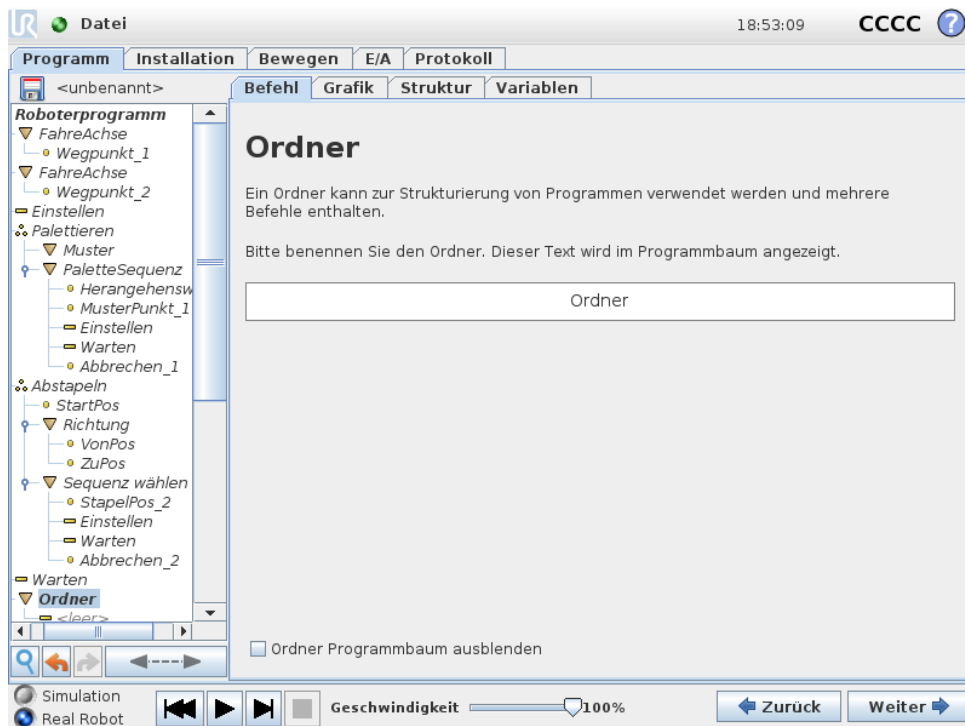 UR Datei 18:53:09 CCCC ?
Programm Installation Bewegen E/A Protokoll
<unbenannt>
Befehl Grafik Struktur Variablen
Roboterprogramm
FahreAchse
Wegpunkt_1
FahreAchse
Wegpunkt_2
Einstellen
Palettieren
Muster
PaletteSequenz
Herangehensw
MusterPunkt_1
Einstellen
Warten
Abbrechen_1
Abstapeln
StartPos
Richtung
VonPos
ZuPos
Sequenz wählen
StapelPos_2
Einstellen
Warten
Abbrechen_2
Warten
Ordner
<leer>
Ordner
Ein Ordner kann zur Strukturierung von Programmen verwendet werden und mehrere
Befehle enthalten.
Bitte benennen Sie den Ordner. Dieser Text wird im Programmbaum angezeigt.
Ordner
Ordner Programmbaum ausblenden
Simulation
Real Robot
Geschwindigkeit 100%
Zurück
Weiter